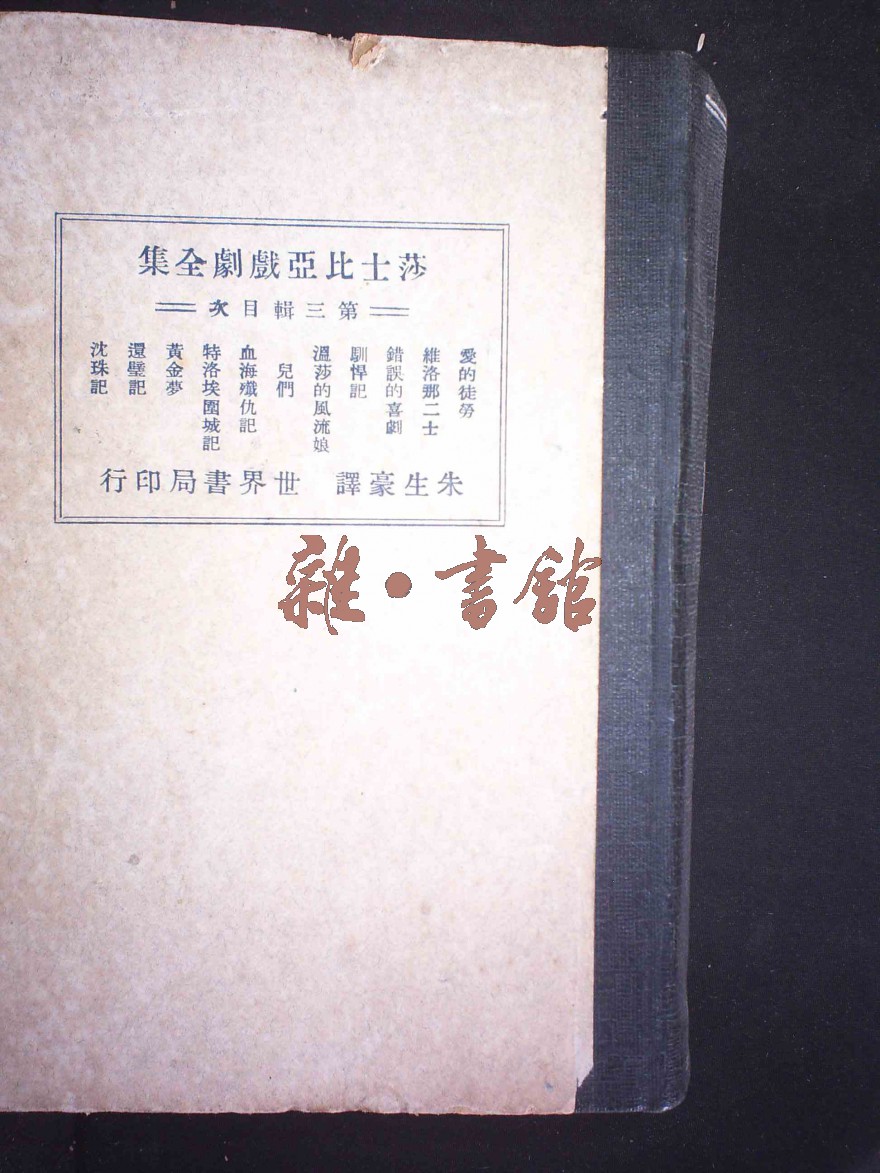 莎士比亞戲劇全集
第三輯目次
愛的徒勞
維洛那二士
錯誤的喜劇
馴悍記
溫莎的風流娘
兒們
血海殲仇記
特洛埃圍城記
黃金夢
還璧記
沈珠記
朱生豪譯 世界書局印行
雜·書館